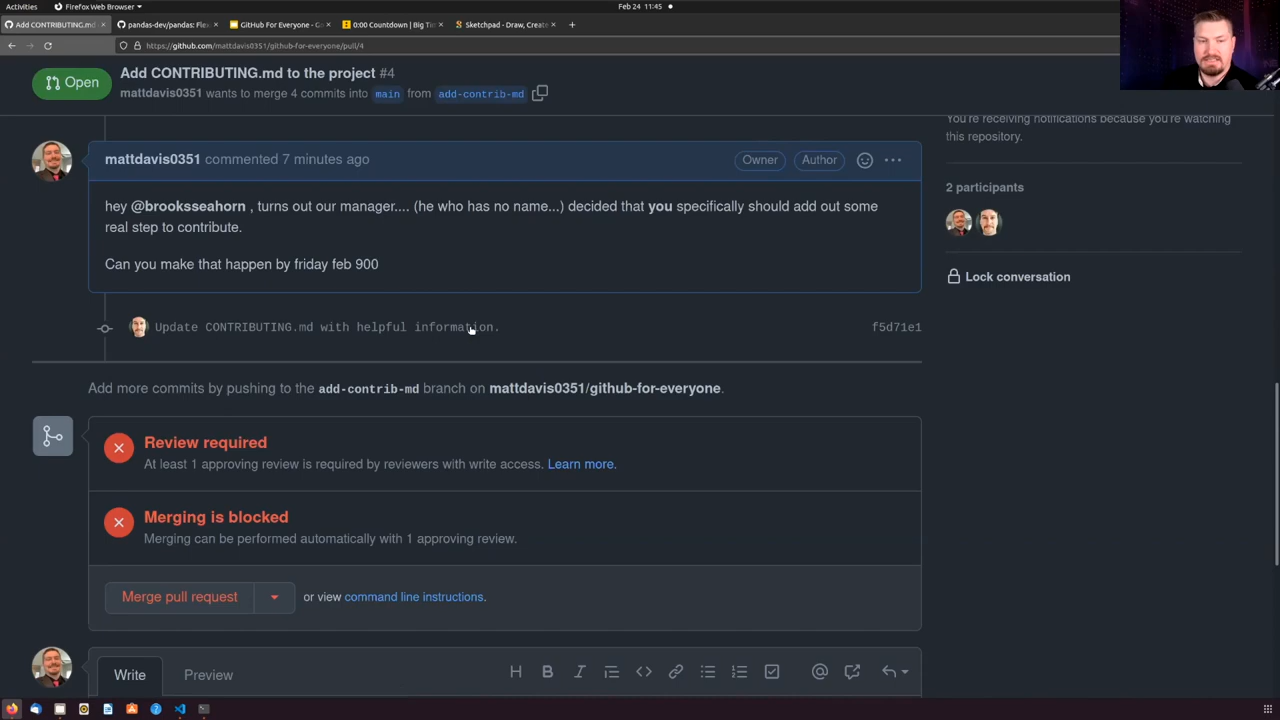 Activities
Firefox Web Browser
Feb 24 11:45
Add CONTRIBUTING.md
pandas-dev/pandas: Flex
GitHub For Everyone - Go
0:00 Countdown | Big Ti
Sketchpad - Draw, Create
https://github.com/mattdavis0351/github-for-everyone/pull/4
Open
Add CONTRIBUTING.md to the project #4
mattdavis0351 wants to merge 4 commits into main from add-contrib-md
You're receiving notifications because you're watching
this repository.
mattdavis0351 commented 7 minutes ago
Owner
Author
2 participants
hey @brooksseahorn , turns out our manager.... (he who has no name...) decided that you specifically should add out some
real step to contribute.
Can you make that happen by friday feb 900
Lock conversation
Update CONTRIBUTING.md with helpful information.
f5d71e1
Add more commits by pushing to the add-contrib-md branch on mattdavis0351/github-for-everyone.
Review required
At least 1 approving review is required by reviewers with write access. Learn more.
Merging is blocked
Merging can be performed automatically with 1 approving review.
Merge pull request
or view command line instructions.
Write
Preview